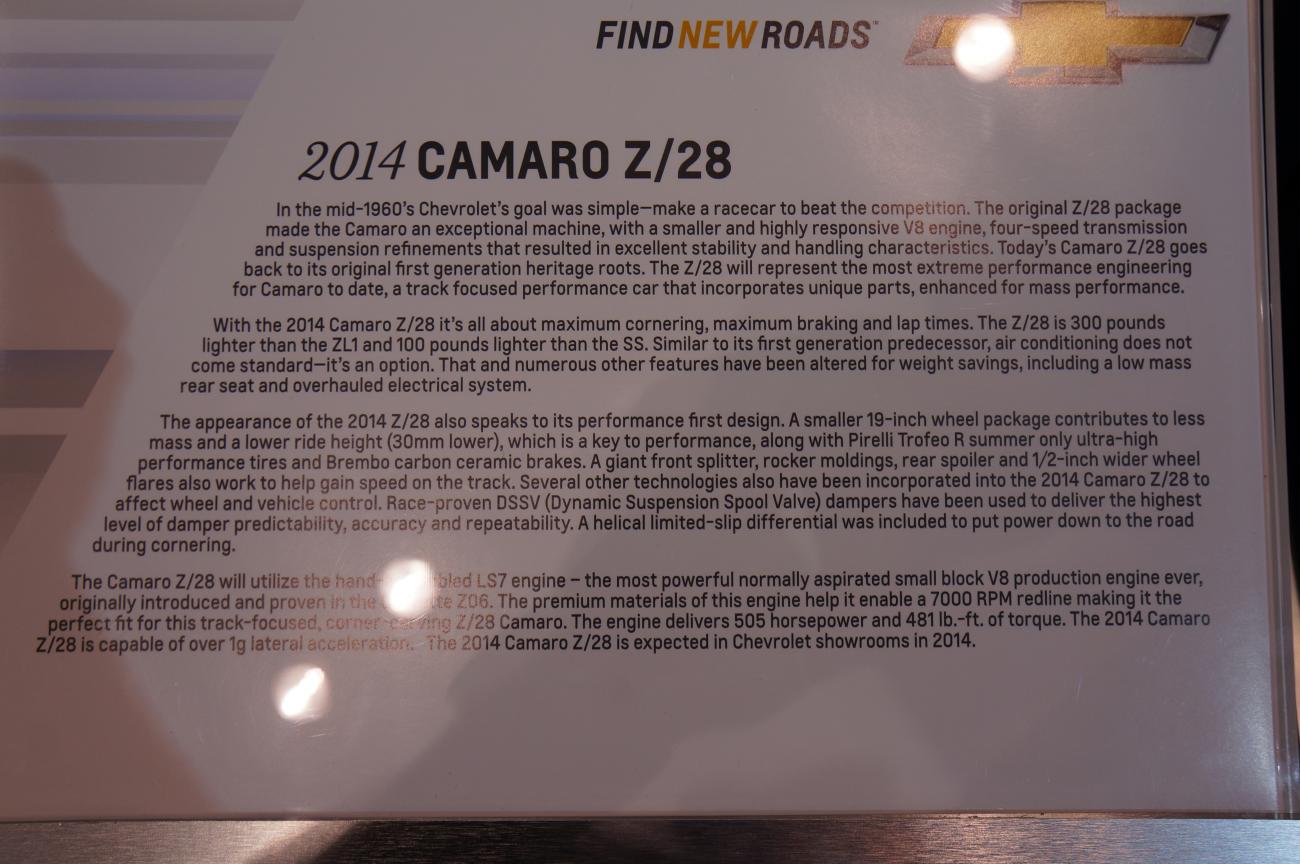 FIND NEW ROADS™
2014 CAMARO Z/28
In the mid-1960's Chevrolet's goal was simple—make a racecar to beat the competition. The original Z/28 package
made the Camaro an exceptional machine, with a smaller and highly responsive V8 engine, four-speed transmission
and suspension refinements that resulted in excellent stability and handling characteristics. Today's Camaro Z/28 goes
back to its original first generation heritage roots. The Z/28 will represent the most extreme performance engineering
for Camaro to date, a track focused performance car that incorporates unique parts, enhanced for mass performance.
With the 2014 Camaro Z/28 it's all about maximum cornering, maximum braking and lap times. The Z/28 is 300 pounds
lighter than the ZL1 and 100 pounds lighter than the SS. Similar to its first generation predecessor, air conditioning does not
come standard—it's an option. That and numerous other features have been altered for weight savings, including a low mass
rear seat and overhauled electrical system.
The appearance of the 2014 Z/28 also speaks to its performance first design. A smaller 19-inch wheel package contributes to less
mass and a lower ride height (30mm lower), which is a key to performance, along with Pirelli Trofeo R summer only ultra-high
performance tires and Brembo carbon ceramic brakes. A giant front splitter, rocker moldings, rear spoiler and 1/2-inch wider wheel
flares also work to help gain speed on the track. Several other technologies also have been incorporated into the 2014 Camaro Z/28 to
affect wheel and vehicle control. Race-proven DSSV (Dynamic Suspension Spool Valve) dampers have been used to deliver the highest
level of damper predictability, accuracy and repeatability. A helical limited-slip differential was included to put power down to the road
during cornering.
The Camaro Z/28 will utilize the LS7 engine – the most powerful normally aspirated small block V8 production engine ever,
originally introduced and proven in the Z06. The premium materials of this engine help it enable a 7000 RPM redline making it the
perfect fit for this track-focused, corner-carving Z/28 Camaro. The engine delivers 505 horsepower and 481 lb.-ft. of torque. The 2014 Camaro
Z/28 is capable of over 1g lateral acceleration. The 2014 Camaro Z/28 is expected in Chevrolet showrooms in 2014.